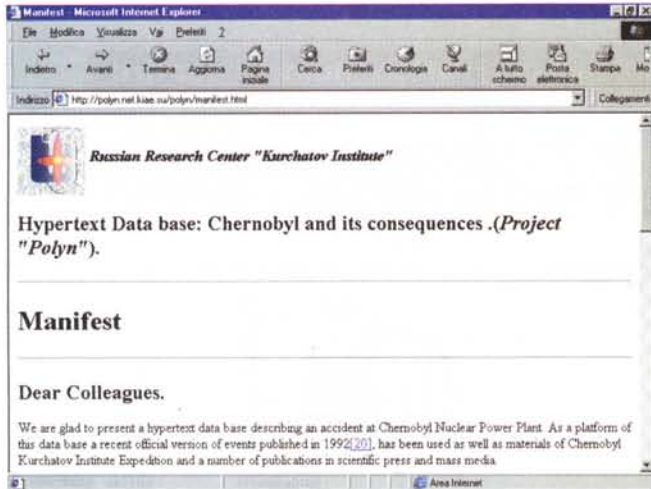 Manifest - Microsoft Internet Explorer
File Modifica Visualizza Vai Preferiti ?
Indietro Avanti Termina Aggiorna Pagina iniziale Cerca Preferiti Cronologia Canali A tutto schermo Posta elettronica Stampa Mo
Indirizzo http://polyn.net.kiae.su/polyn/manifest.html Collegamenti
Russian Research Center "Kurchatov Institute"
Hypertext Data base: Chernobyl and its consequences .(Project
"Polyn").
Manifest
Dear Colleagues.
We are glad to present a hypertext data base describing an accident at Chernobyl Nuclear Power Plant. As a platform of
this data base a recent official version of events published in 1992[20], has been used as well as materials of Chernobyl
Kurchatov Institute Expedition and a number of publications in scientific press and mass media.
Area Internet